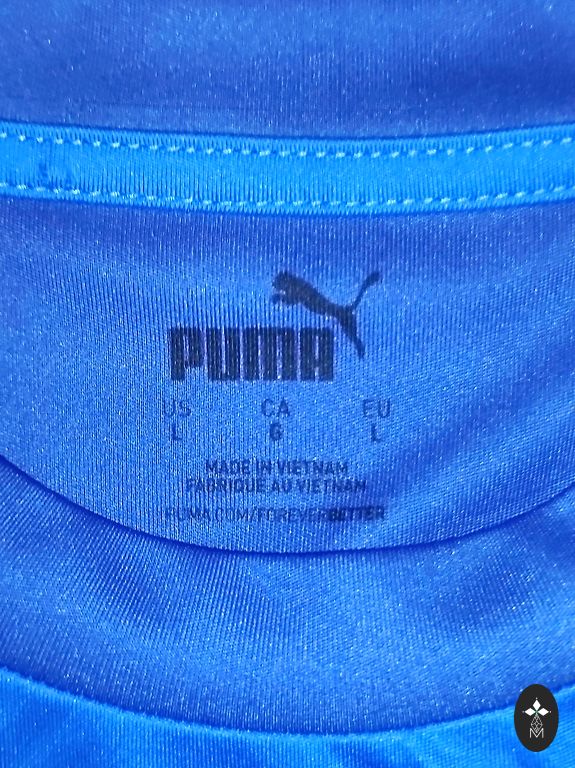 PUMA
US CA EU
L G L
MADE IN VIETNAM
FABRIQUE AU VIETNAM
PUMA.COM/FOREVERBETTER
M